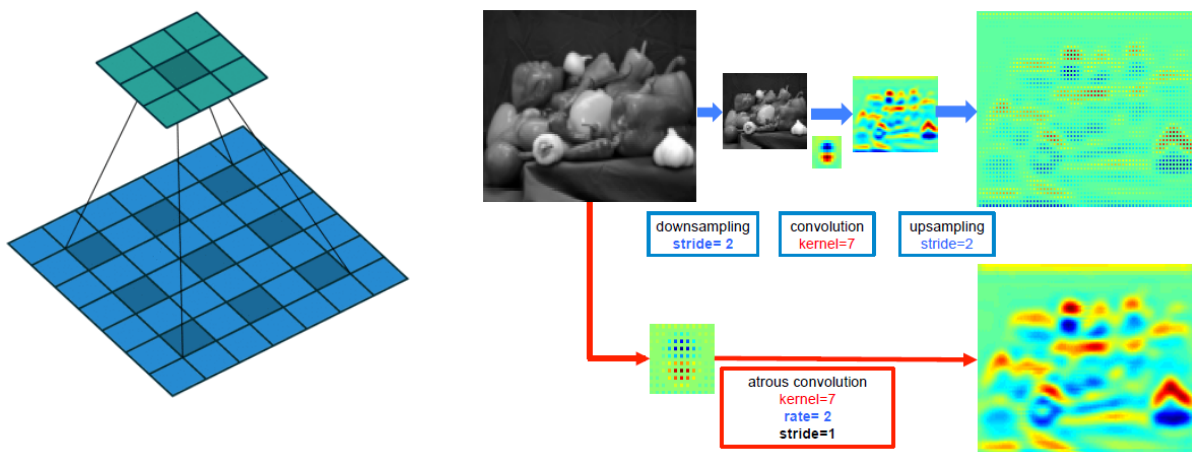 downsampling
stride= 2
convolution
kernel=7
upsampling
stride=2
atrous convolution
kernel=7
rate= 2
stride=1